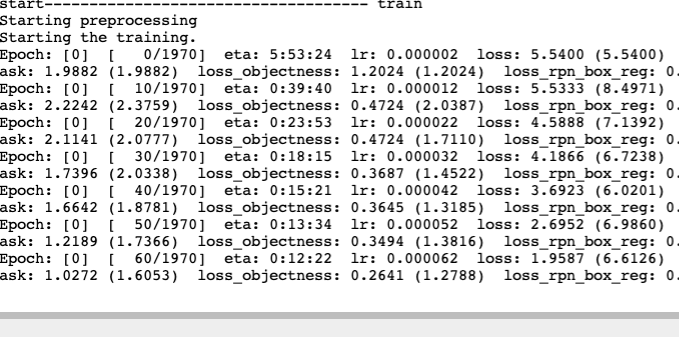 start---------------------------------- train
Starting preprocessing
Starting the training.
Epoch: [0]  [   0/1970]  eta: 5:53:24  lr: 0.000002  loss: 5.5400 (5.5400)
ask: 1.9882 (1.9882)  loss_objectness: 1.2024 (1.2024)  loss_rpn_box_reg: 0.
Epoch: [0]  [  10/1970]  eta: 0:39:40  lr: 0.000012  loss: 5.5333 (8.4971)
ask: 2.2242 (2.3759)  loss_objectness: 0.4724 (2.0387)  loss_rpn_box_reg: 0.
Epoch: [0]  [  20/1970]  eta: 0:23:53  lr: 0.000022  loss: 4.5888 (7.1392)
ask: 2.1141 (2.0777)  loss_objectness: 0.4724 (1.7110)  loss_rpn_box_reg: 0.
Epoch: [0]  [  30/1970]  eta: 0:18:15  lr: 0.000032  loss: 4.1866 (6.7238)
ask: 1.7396 (2.0338)  loss_objectness: 0.3687 (1.4522)  loss_rpn_box_reg: 0.
Epoch: [0]  [  40/1970]  eta: 0:15:21  lr: 0.000042  loss: 3.6923 (6.0201)
ask: 1.6642 (1.8781)  loss_objectness: 0.3645 (1.3185)  loss_rpn_box_reg: 0.
Epoch: [0]  [  50/1970]  eta: 0:13:34  lr: 0.000052  loss: 2.6952 (6.9860)
ask: 1.2189 (1.7366)  loss_objectness: 0.3494 (1.3816)  loss_rpn_box_reg: 0.
Epoch: [0]  [  60/1970]  eta: 0:12:22  lr: 0.000062  loss: 1.9587 (6.6126)
ask: 1.0272 (1.6053)  loss_objectness: 0.2641 (1.2788)  loss_rpn_box_reg: 0.